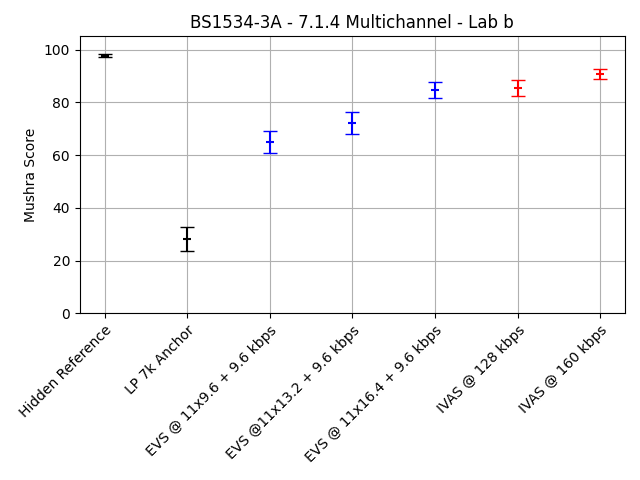 BS1534-3A - 7.1.4 Multichannel - Lab b
Mushra Score
100
80
60
40
20
0
Hidden Reference
LP 7k Anchor
EVS @ 11x9.6 + 9.6 kbps
EVS @11x13.2 + 9.6 kbps
EVS @ 11x16.4 + 9.6 kbps
IVAS @ 128 kbps
IVAS @ 160 kbps